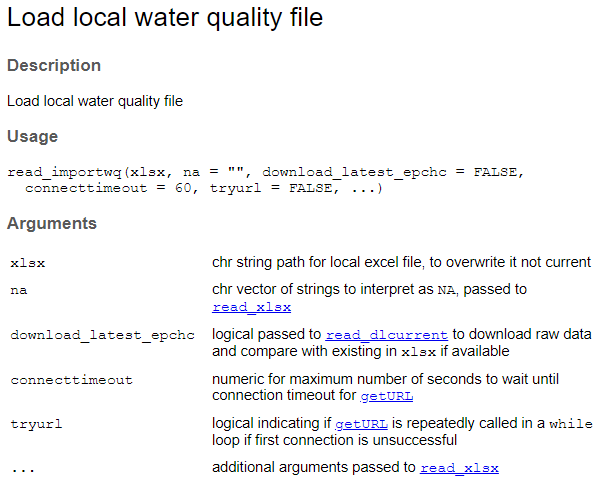 Load local water quality file
Description
Load local water quality file
Usage
read_importwq(xlsx, na = "", download_latest_epchc = FALSE,
  connecttimeout = 60, tryurl = FALSE, ...)
Arguments
xlsx chr string path for local excel file, to overwrite it not current
na chr vector of strings to interpret as NA, passed to
read_xlsx
download_latest_epchc logical passed to read_dlcurrent to download raw data
and compare with existing in xlsx if available
connecttimeout numeric for maximum number of seconds to wait until
connection timeout for getURL
tryurl logical indicating if getURL is repeatedly called in a while
loop if first connection is unsuccessful
... additional arguments passed to read_xlsx